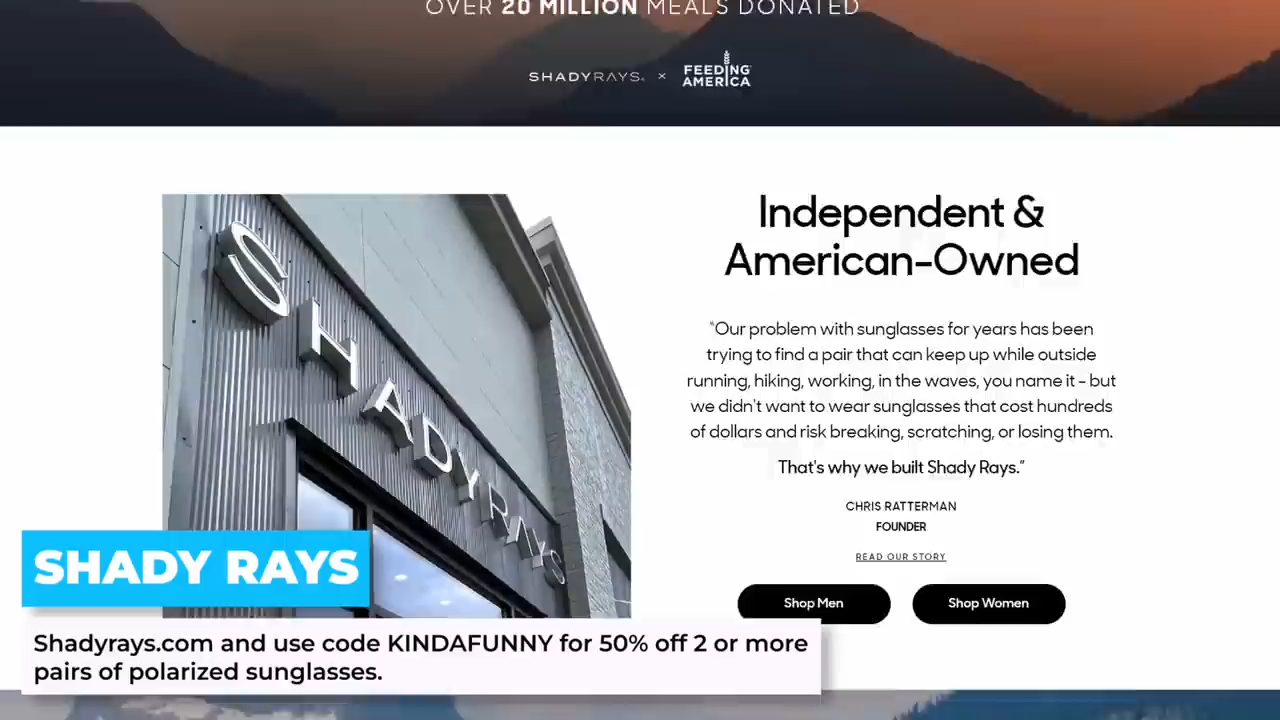 OVER 20 MILLION MEALS DONATED
SHADYRAYS. × FEEDING
AMERICA
SHADYRAYS
Independent &
American-Owned
"Our problem with sunglasses for years has been
trying to find a pair that can keep up while outside
running, hiking, working, in the waves, you name it - but
we didn't want to wear sunglasses that cost hundreds
of dollars and risk breaking, scratching, or losing them.
That's why we built Shady Rays."
CHRIS RATTERMAN
FOUNDER
READ OUR STORY
Shop Men
Shop Women
SHADY RAYS
Shadyrays.com and use code KINDAFUNNY for 50% off 2 or more
pairs of polarized sunglasses.